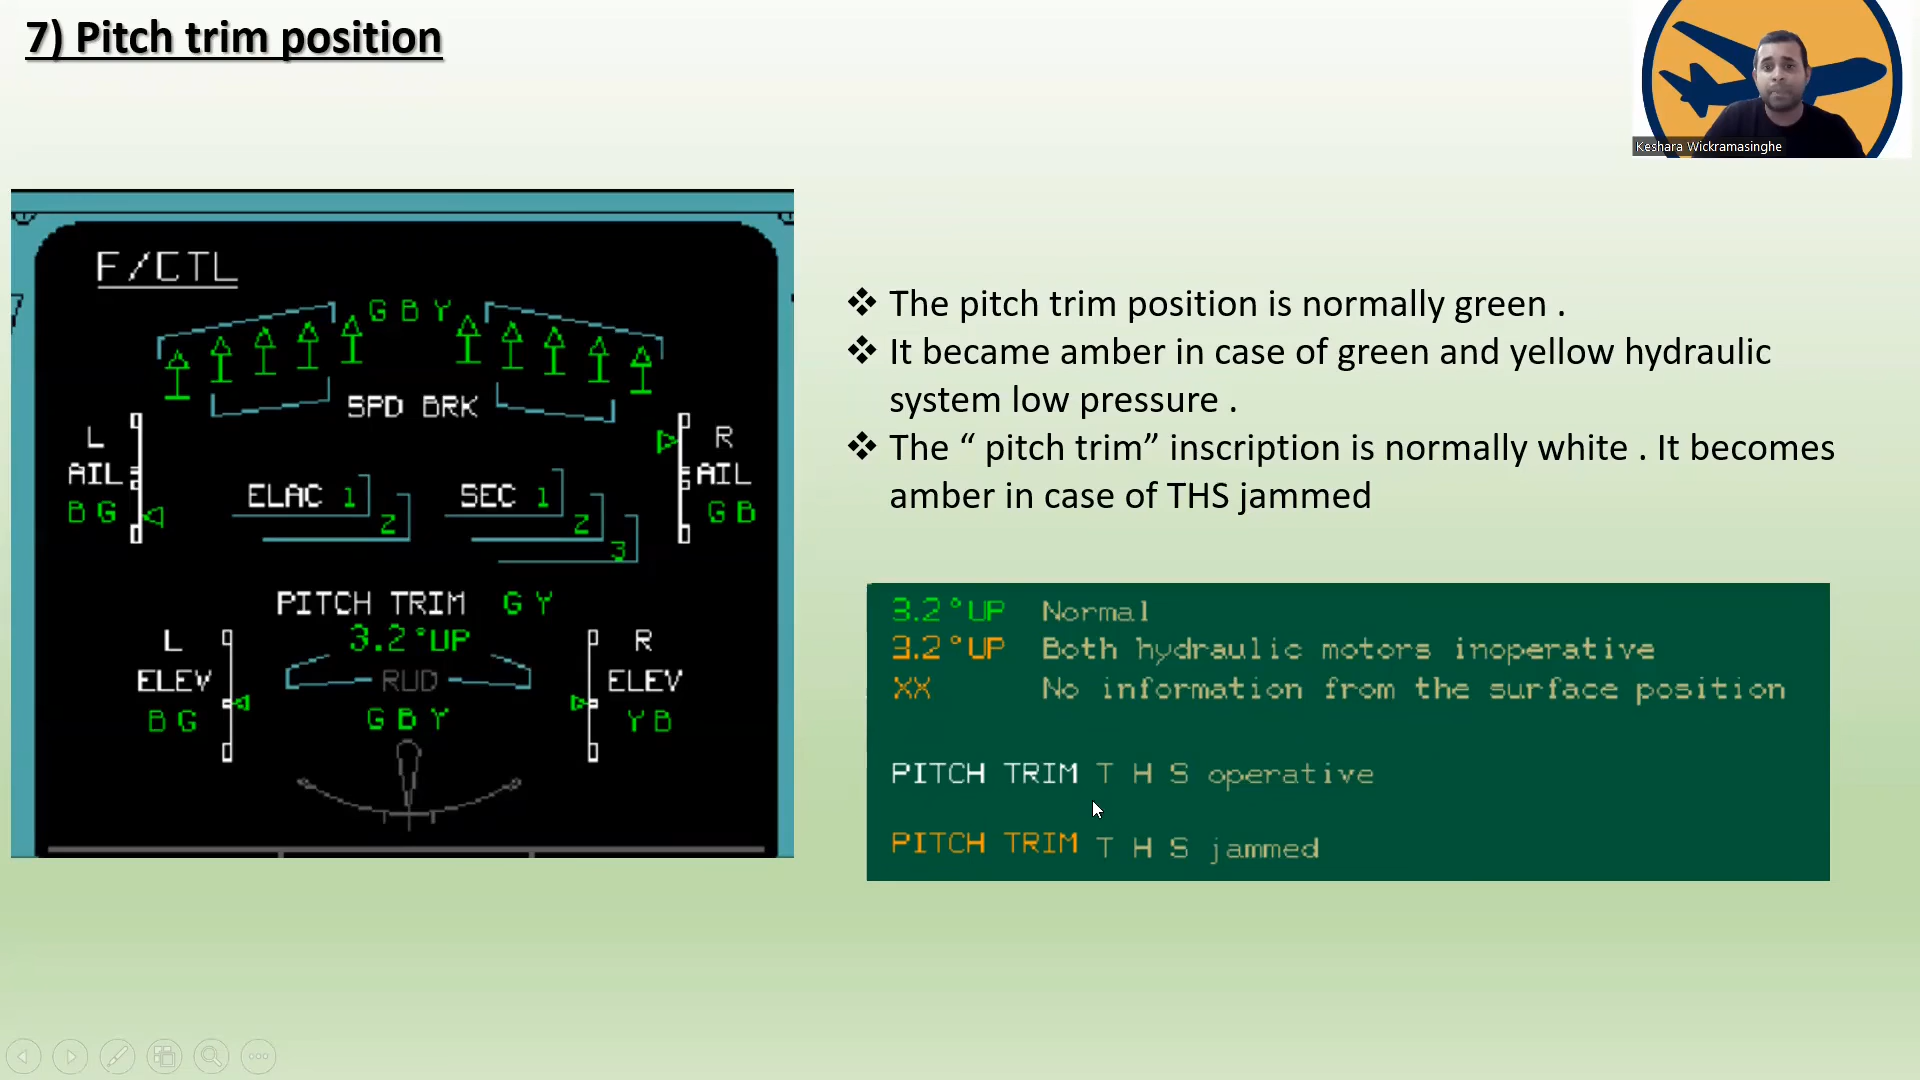 7) Pitch trim position
Keshara Wickramasinghe
F/CTL
G B Y
SPD BRK
L
AIL
B G
R
AIL
G B
ELAC 1
2
SEC 1
2
3
PITCH TRIM G Y
3.2°UP
L
ELEV
B G
RUD
G B Y
R
ELEV
Y B
❖ The pitch trim position is normally green .
❖ It became amber in case of green and yellow hydraulic
system low pressure .
❖ The “ pitch trim” inscription is normally white . It becomes
amber in case of THS jammed
3.2°UP Normal
3.2°UP Both hydraulic motors inoperative
XX No information from the surface position
PITCH TRIM T H S operative
PITCH TRIM T H S jammed